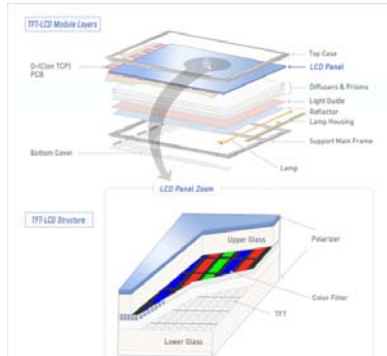 TFT-LCD Module Layers
Top Case
D-IC(on TCP)
PCB
LCD Panel
Diffusers & Prisms
Light Guide
Reflactor
Lamp Housing
Support Main Frame
Bottom Cover
Lamp
LCD Panel Zoom
TFT-LCD Structure
Upper Glass
Polarizer
Color Filter
TFT
Lower Glass